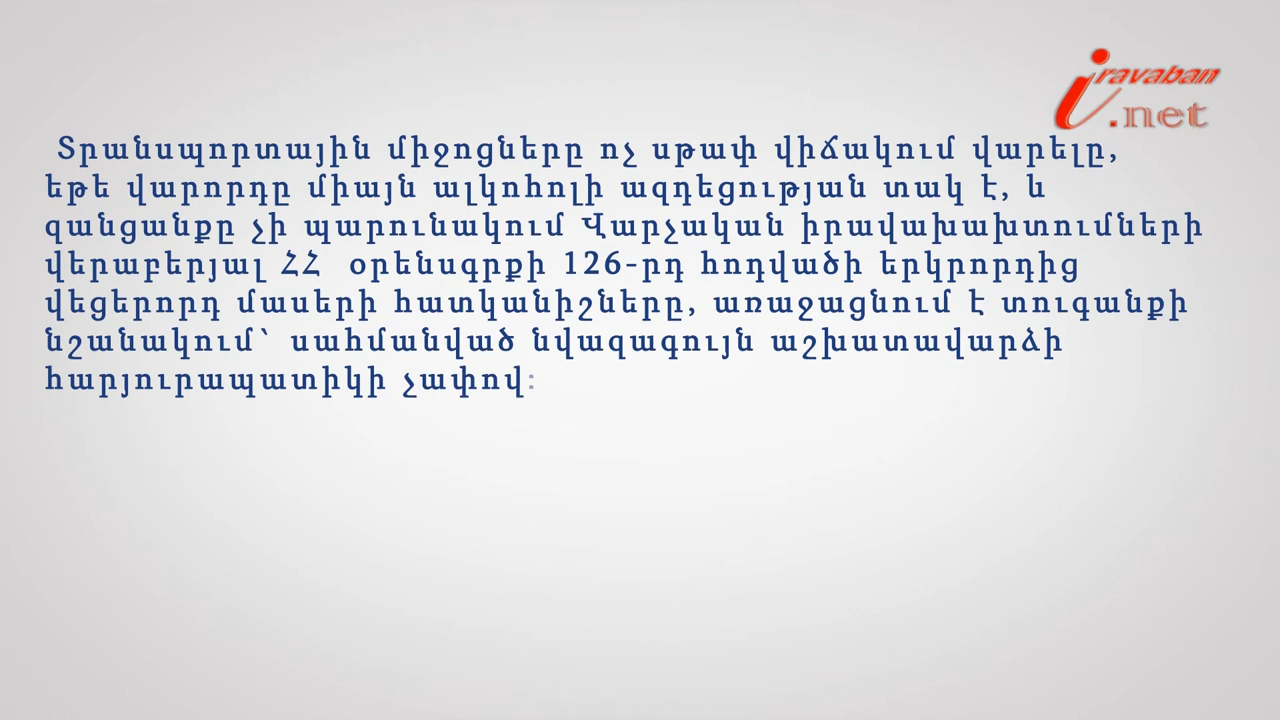 iravaban
.net
Տրանսպորտային միջոցները ոչ սթափ վիճակում վարելը,
եթե վարորդը միայն ալկոհոլի ազդեցության տակ է, և
զանցանքը չի պարունակում Վարչական իրավախախտումների
վերաբերյալ ՀՀ օրենսգրքի 126-րդ հոդվածի երկրորդից
վեցերորդ մասերի հատկանիշները, առաջացնում է տուգանքի
նշանակում՝ սահմանված նվազագույն աշխատավարձի
հարյուրապատիկի չափով: